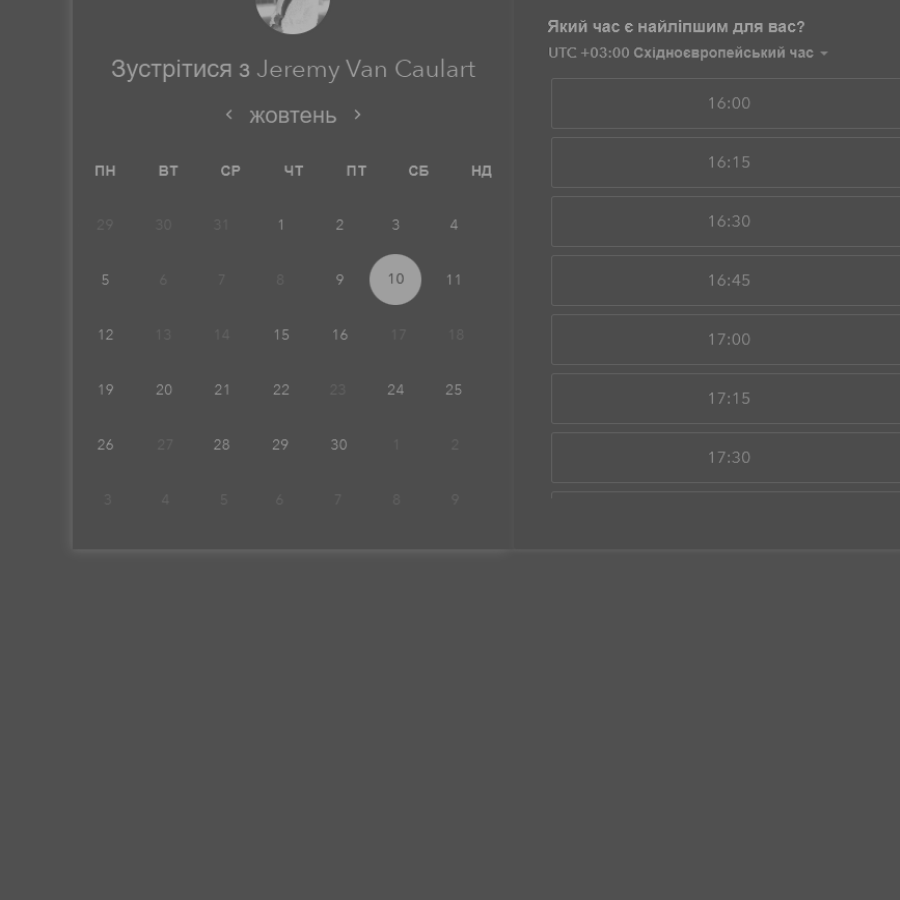 Зустрітися з Jeremy Van Caulart
жовтень
ПН ВТ СР ЧТ ПТ СБ НД
29 30 31 1 2 3 4
5 6 7 8 9 10 11
12 13 14 15 16 17 18
19 20 21 22 23 24 25
26 27 28 29 30 1 2
3 4 5 6 7 8 9
Який час є найліпшим для вас?
UTC +03:00 Східноєвропейський час
16:00
16:15
16:30
16:45
17:00
17:15
17:30